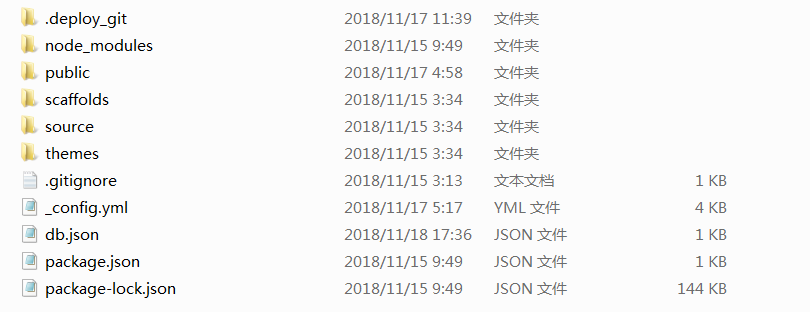 .deploy_git 2018/11/17 11:39 文件夹
node_modules 2018/11/15 9:49 文件夹
public 2018/11/17 4:58 文件夹
scaffolds 2018/11/15 3:34 文件夹
source 2018/11/15 3:34 文件夹
themes 2018/11/15 3:34 文件夹
.gitignore 2018/11/15 3:13 文本文档 1 KB
_config.yml 2018/11/17 5:17 YML 文件 4 KB
db.json 2018/11/18 17:36 JSON 文件 1 KB
package.json 2018/11/15 9:49 JSON 文件 1 KB
package-lock.json 2018/11/15 9:49 JSON 文件 144 KB